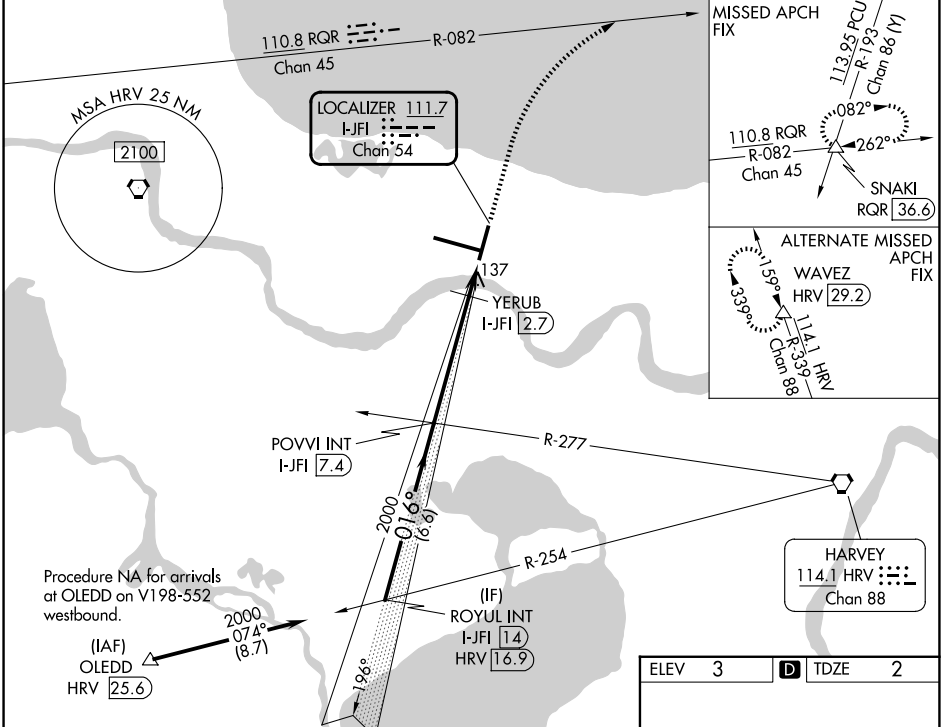 110.8 RQR
Chan 45
R-082
MSA HRV 25 NM
2100
LOCALIZER 111.7
I-JFI
Chan 54
MISSED APCH
FIX
113.95 PCU
R-193
Chan 86 (Y)
082°
262°
110.8 RQR
R-082
Chan 45
SNAKI
RQR 36.6
ALTERNATE MISSED
APCH
FIX
159°
339°
WAVEZ
HRV 29.2
114.1 HRV
R-339
Chan 88
137
YERUB
I-JFI 2.7
POVVI INT
I-JFI 7.4
R-277
2000
016°
(6.6)
R-254
HARVEY
114.1 HRV
Chan 88
Procedure NA for arrivals
at OLEDD on V198-552
westbound.
(IAF)
OLEDD
HRV 25.6
2000
074°
(8.7)
(IF)
ROYUL INT
I-JFI 14
HRV 16.9
196°
ELEV 3
D
TDZE 2